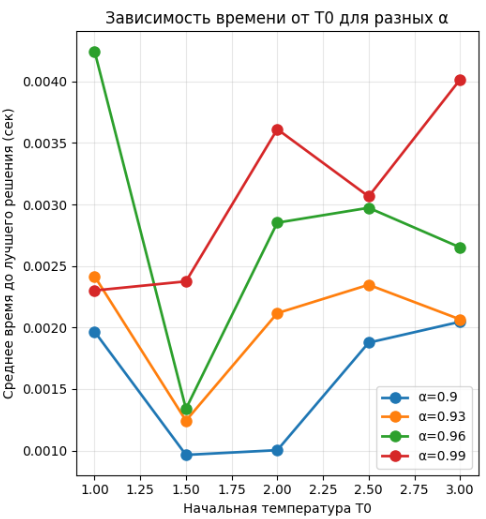 Зависимость времени от T0 для разных α
Среднее время до лучшего решения (сек)
0.0040
0.0035
0.0030
0.0025
0.0020
0.0015
0.0010
α=0.9
α=0.93
α=0.96
α=0.99
1.00 1.25 1.50 1.75 2.00 2.25 2.50 2.75 3.00
Начальная температура T0